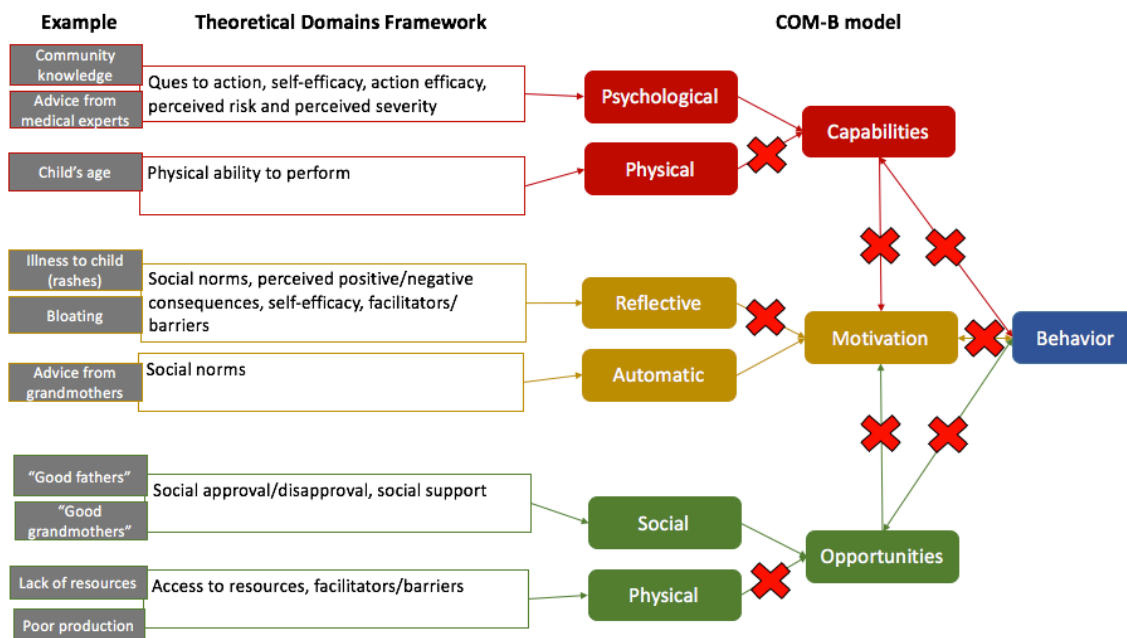 Example
Theoretical Domains Framework
COM-B model
Community
knowledge
Advice from
medical experts
Ques to action, self-efficacy, action efficacy,
perceived risk and perceived severity
Psychological
Capabilities
Child's age
Physical ability to perform
Physical
Illness to child
(rashes)
Bloating
Social norms, perceived positive/negative
consequences, self-efficacy, facilitators/
barriers
Reflective
Motivation
Behavior
Advice from
grandmothers
Social norms
Automatic
“Good fathers”
“Good
grandmothers”
Social approval/disapproval, social support
Social
Opportunities
Lack of resources
Poor production
Access to resources, facilitators/barriers
Physical